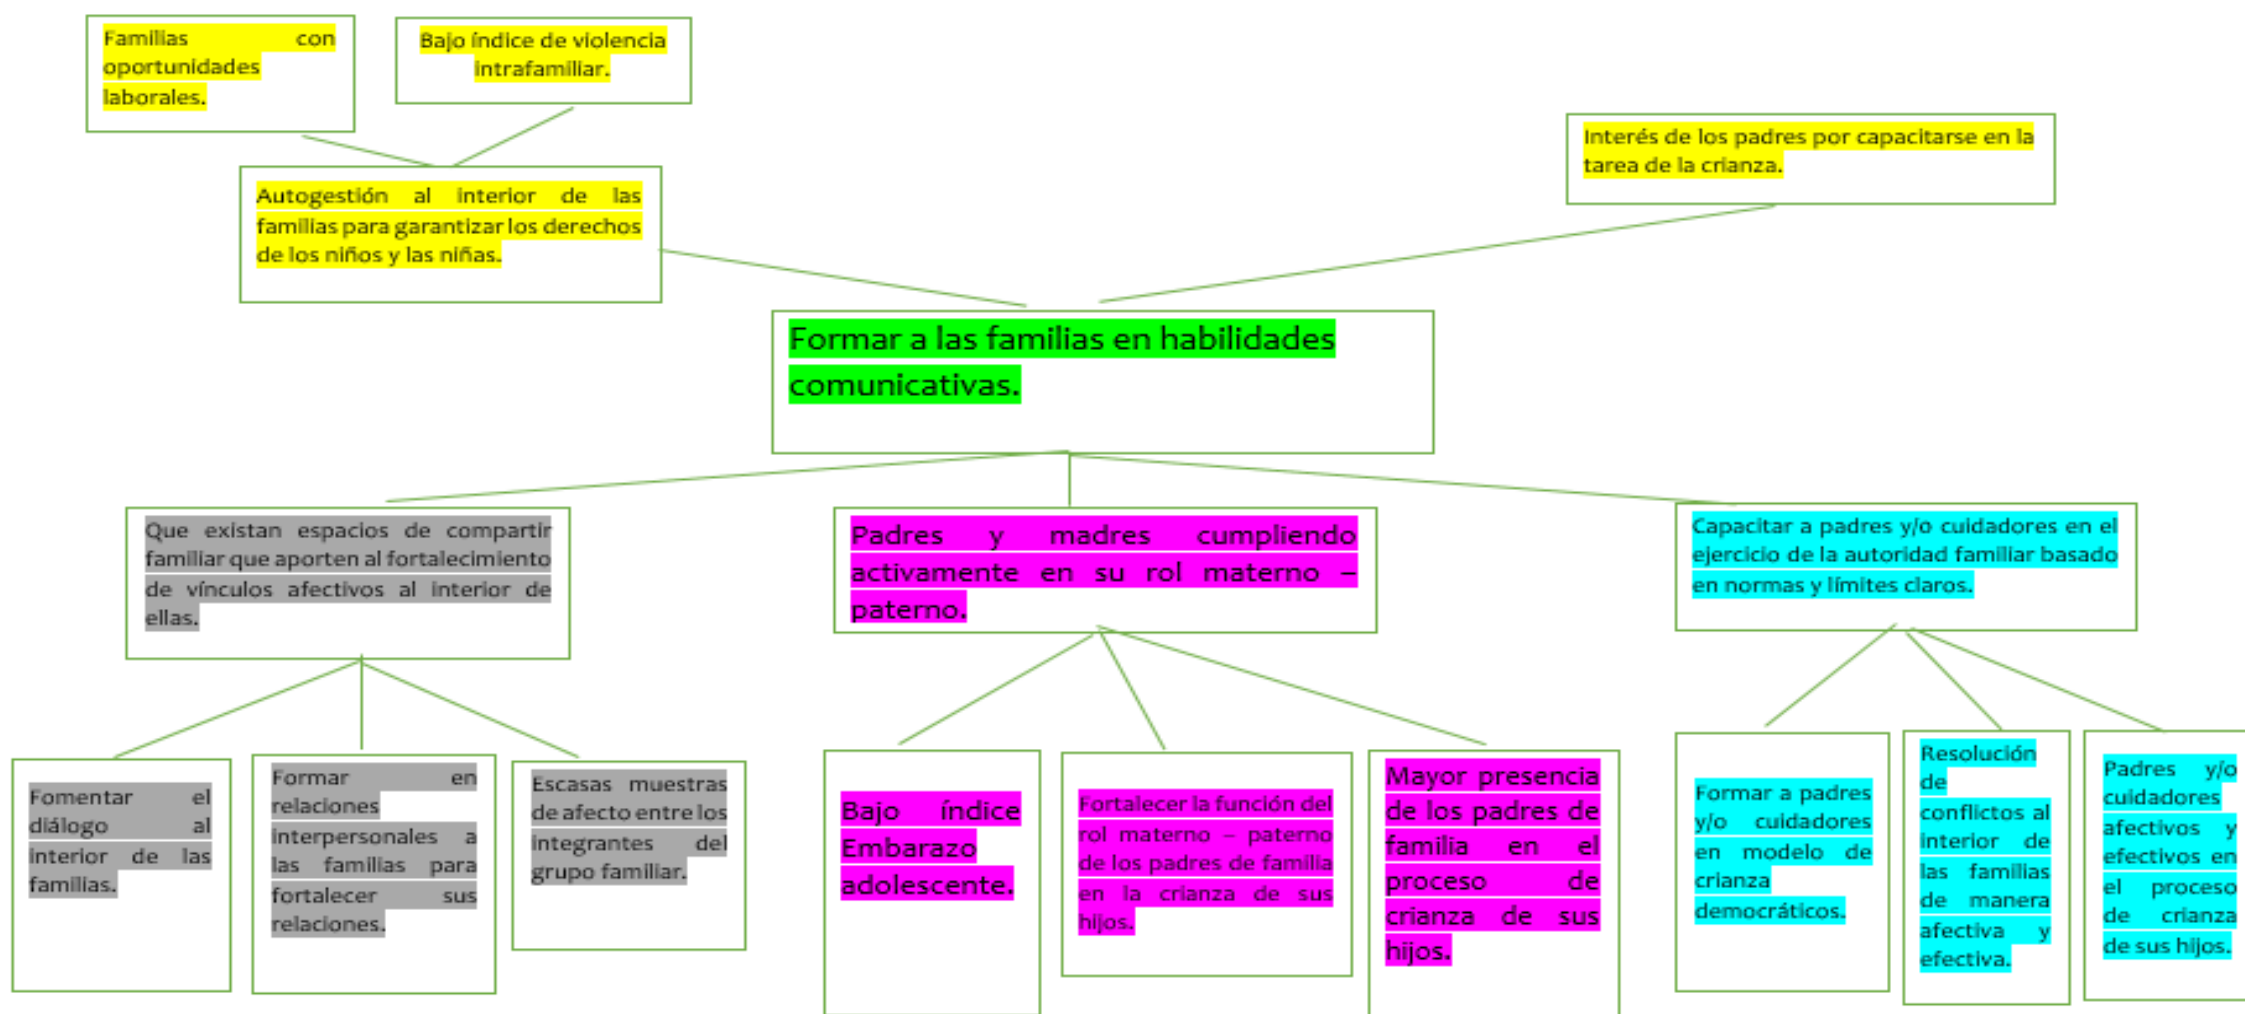 Familias con
oportunidades
laborales.
Bajo índice de violencia
intrafamiliar.
Interés de los padres por capacitarse en la
tarea de la crianza.
Autogestión al interior de las
familias para garantizar los derechos
de los niños y las niñas.
Formar a las familias en habilidades
comunicativas.
Que existan espacios de compartir
familiar que aporten al fortalecimiento
de vínculos afectivos al interior de
ellas.
Padres y madres cumpliendo
activamente en su rol materno –
paterno.
Capacitar a padres y/o cuidadores en el
ejercicio de la autoridad familiar basado
en normas y límites claros.
Fomentar el
diálogo al
interior de las
familias.
Formar en
relaciones
interpersonales a
las familias para
fortalecer sus
relaciones.
Escasas muestras
de afecto entre los
integrantes del
grupo familiar.
Bajo índice
Embarazo
adolescente.
Fortalecer la función del
rol materno – paterno
de los padres de familia
en la crianza de sus
hijos.
Mayor presencia
de los padres de
familia en el
proceso de
crianza de sus
hijos.
Formar a padres
y/o cuidadores
en modelo de
crianza
democráticos.
Resolución
de
conflictos al
interior de
las familias
de manera
afectiva y
efectiva.
Padres y/o
cuidadores
afectivos y
efectivos en
el proceso
de crianza
de sus hijos.